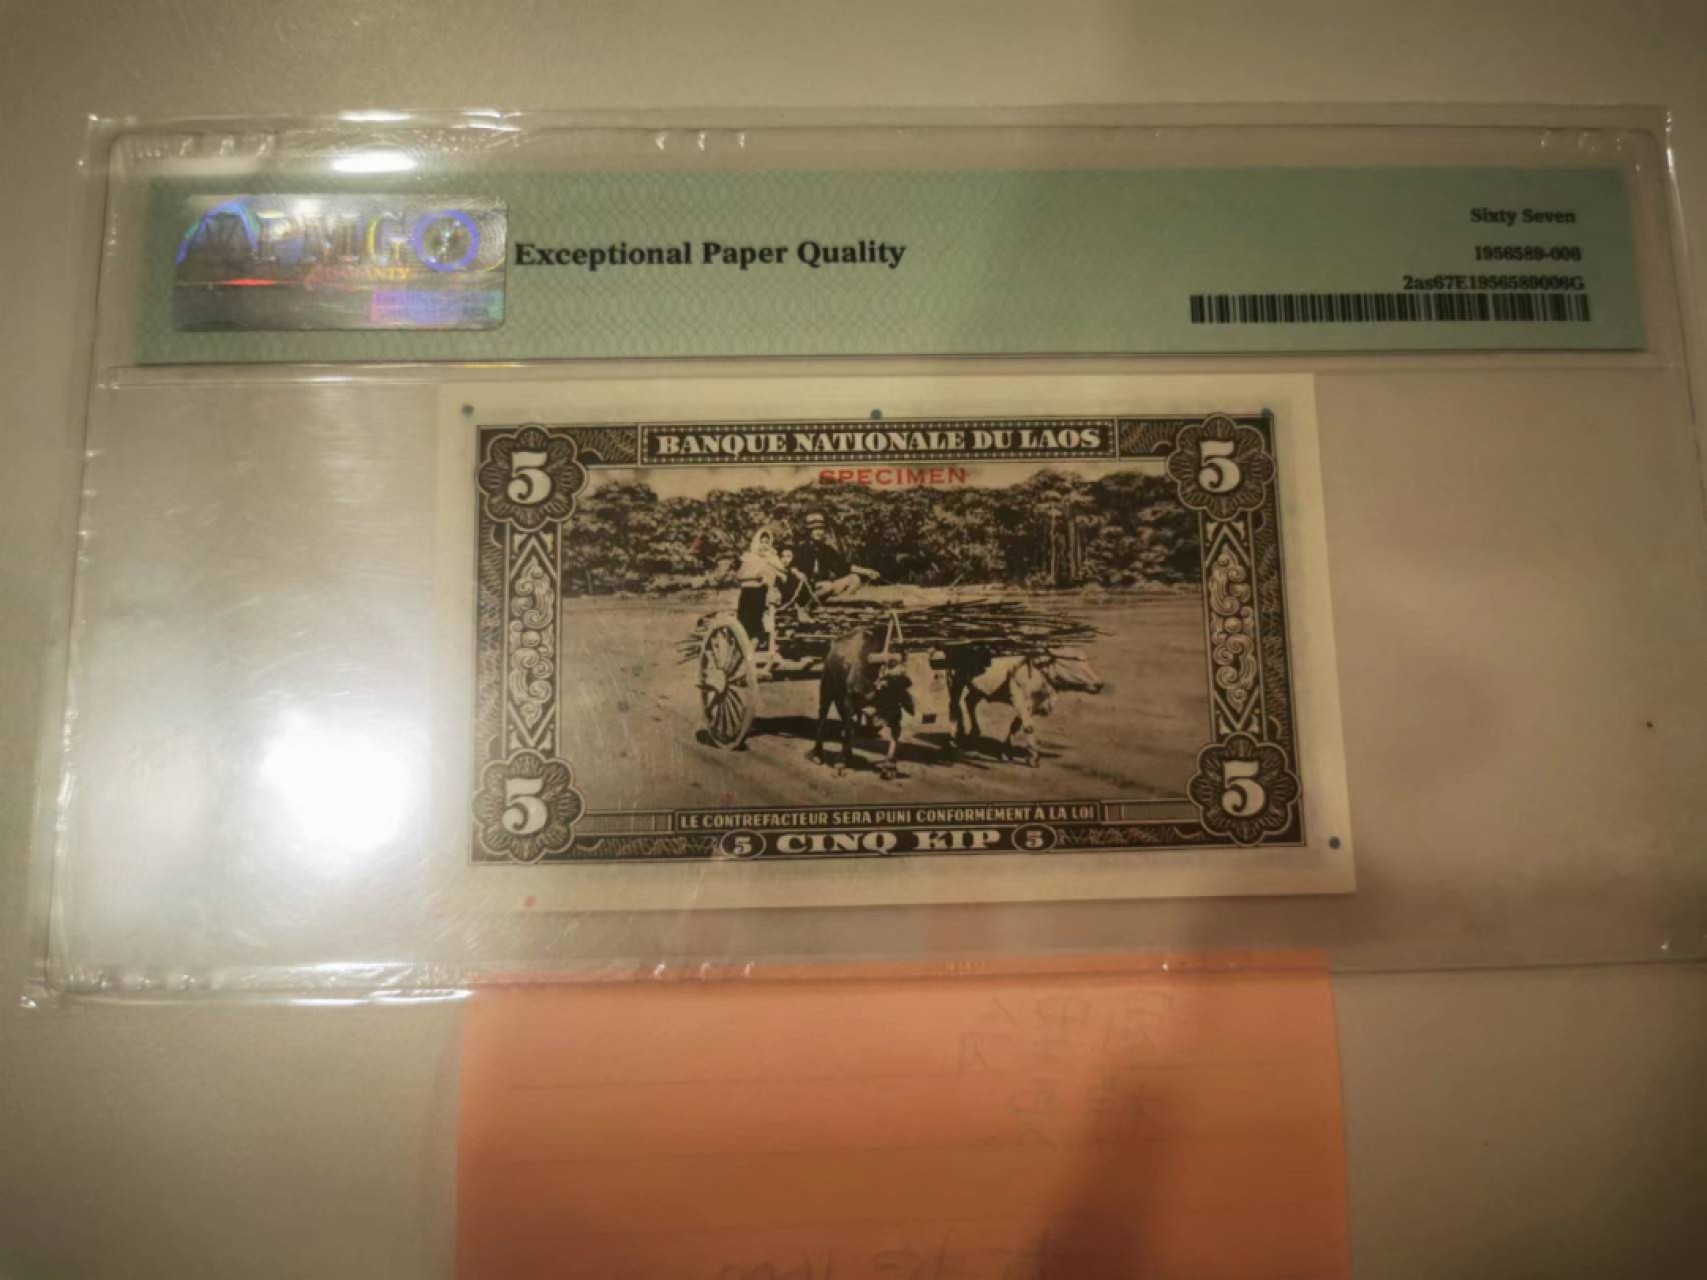 PMG
Exceptional Paper Quality
Sixty Seven
1956589-006
2as67E1956589006G
5 BANQUE NATIONALE DU LAOS 5
SPECIMEN
5 LE CONTREFACTEUR SERA PUNI CONFORMÉMENT À LA LOI 5
5 CINQ KIP 5